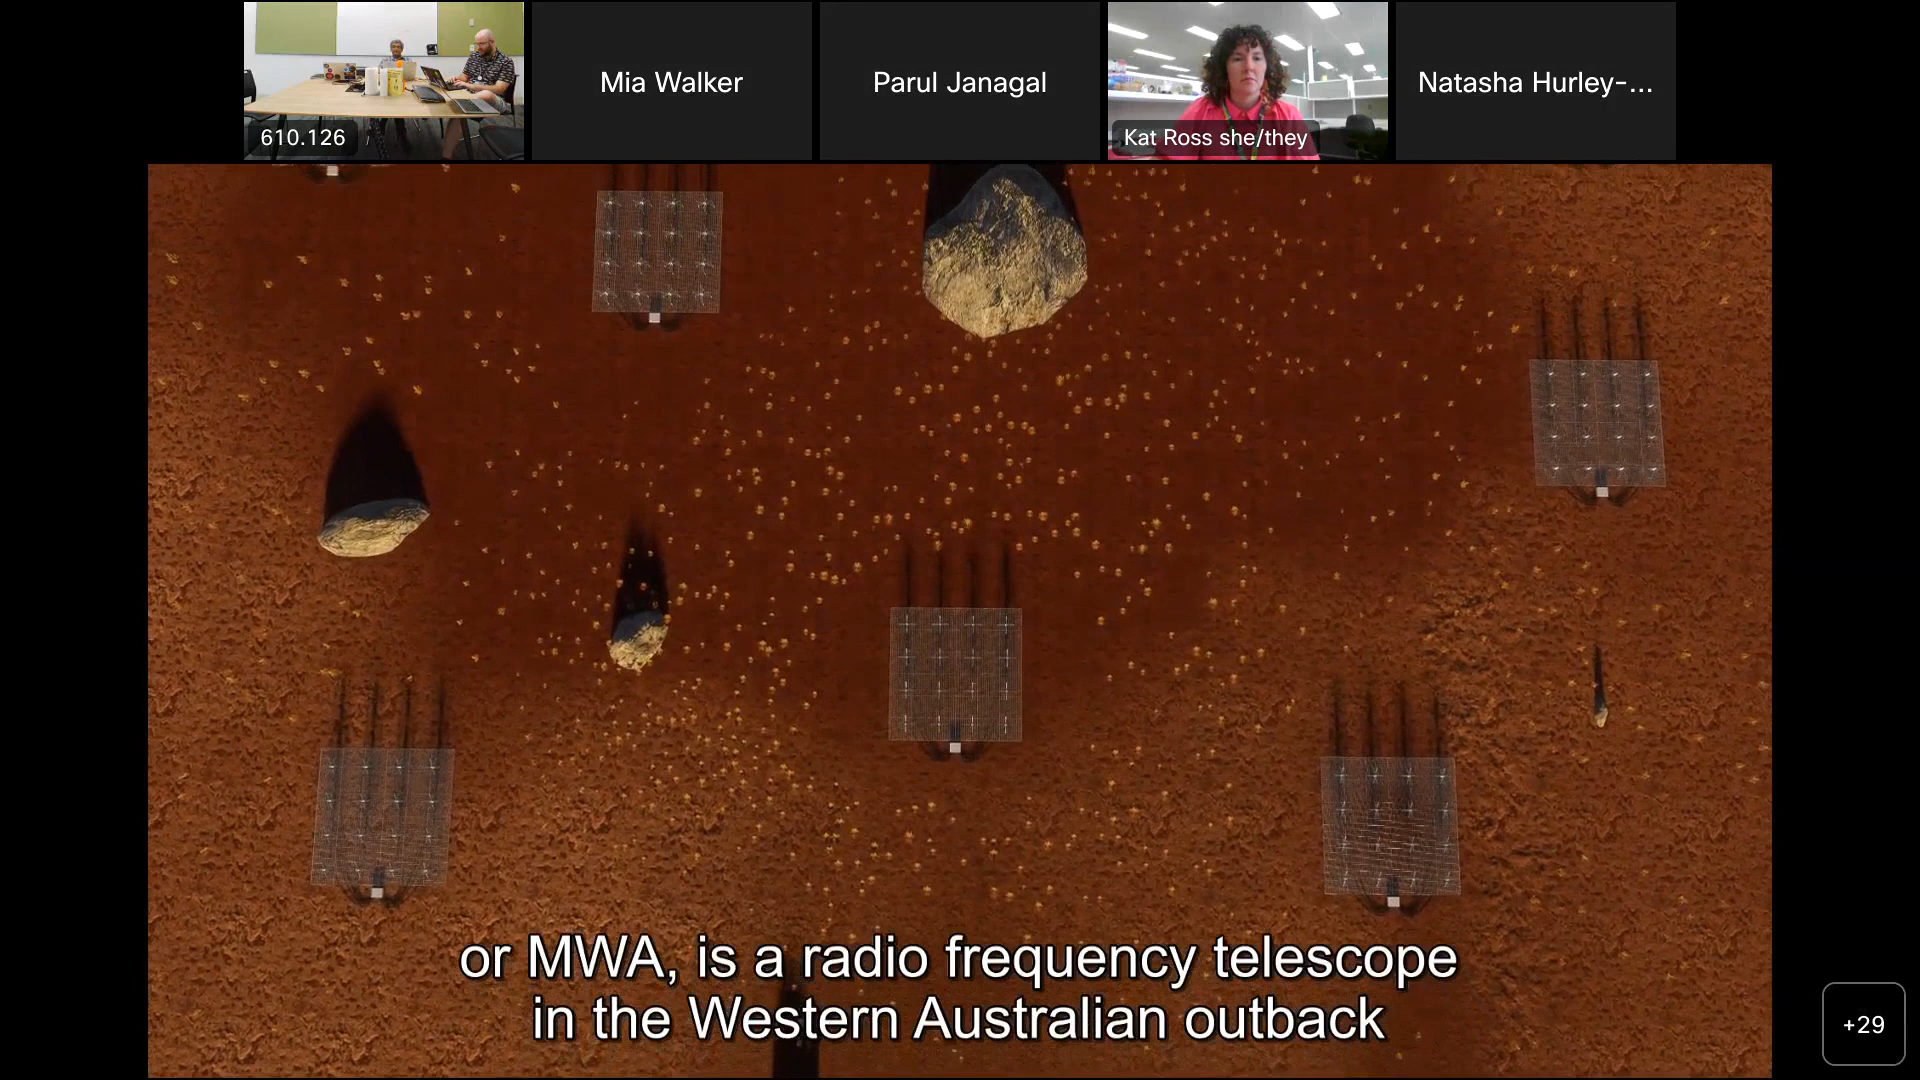 610.126
Mia Walker
Parul Janagal
Kat Ross she/they
Natasha Hurley-...
or MWA, is a radio frequency telescope
in the Western Australian outback
+29